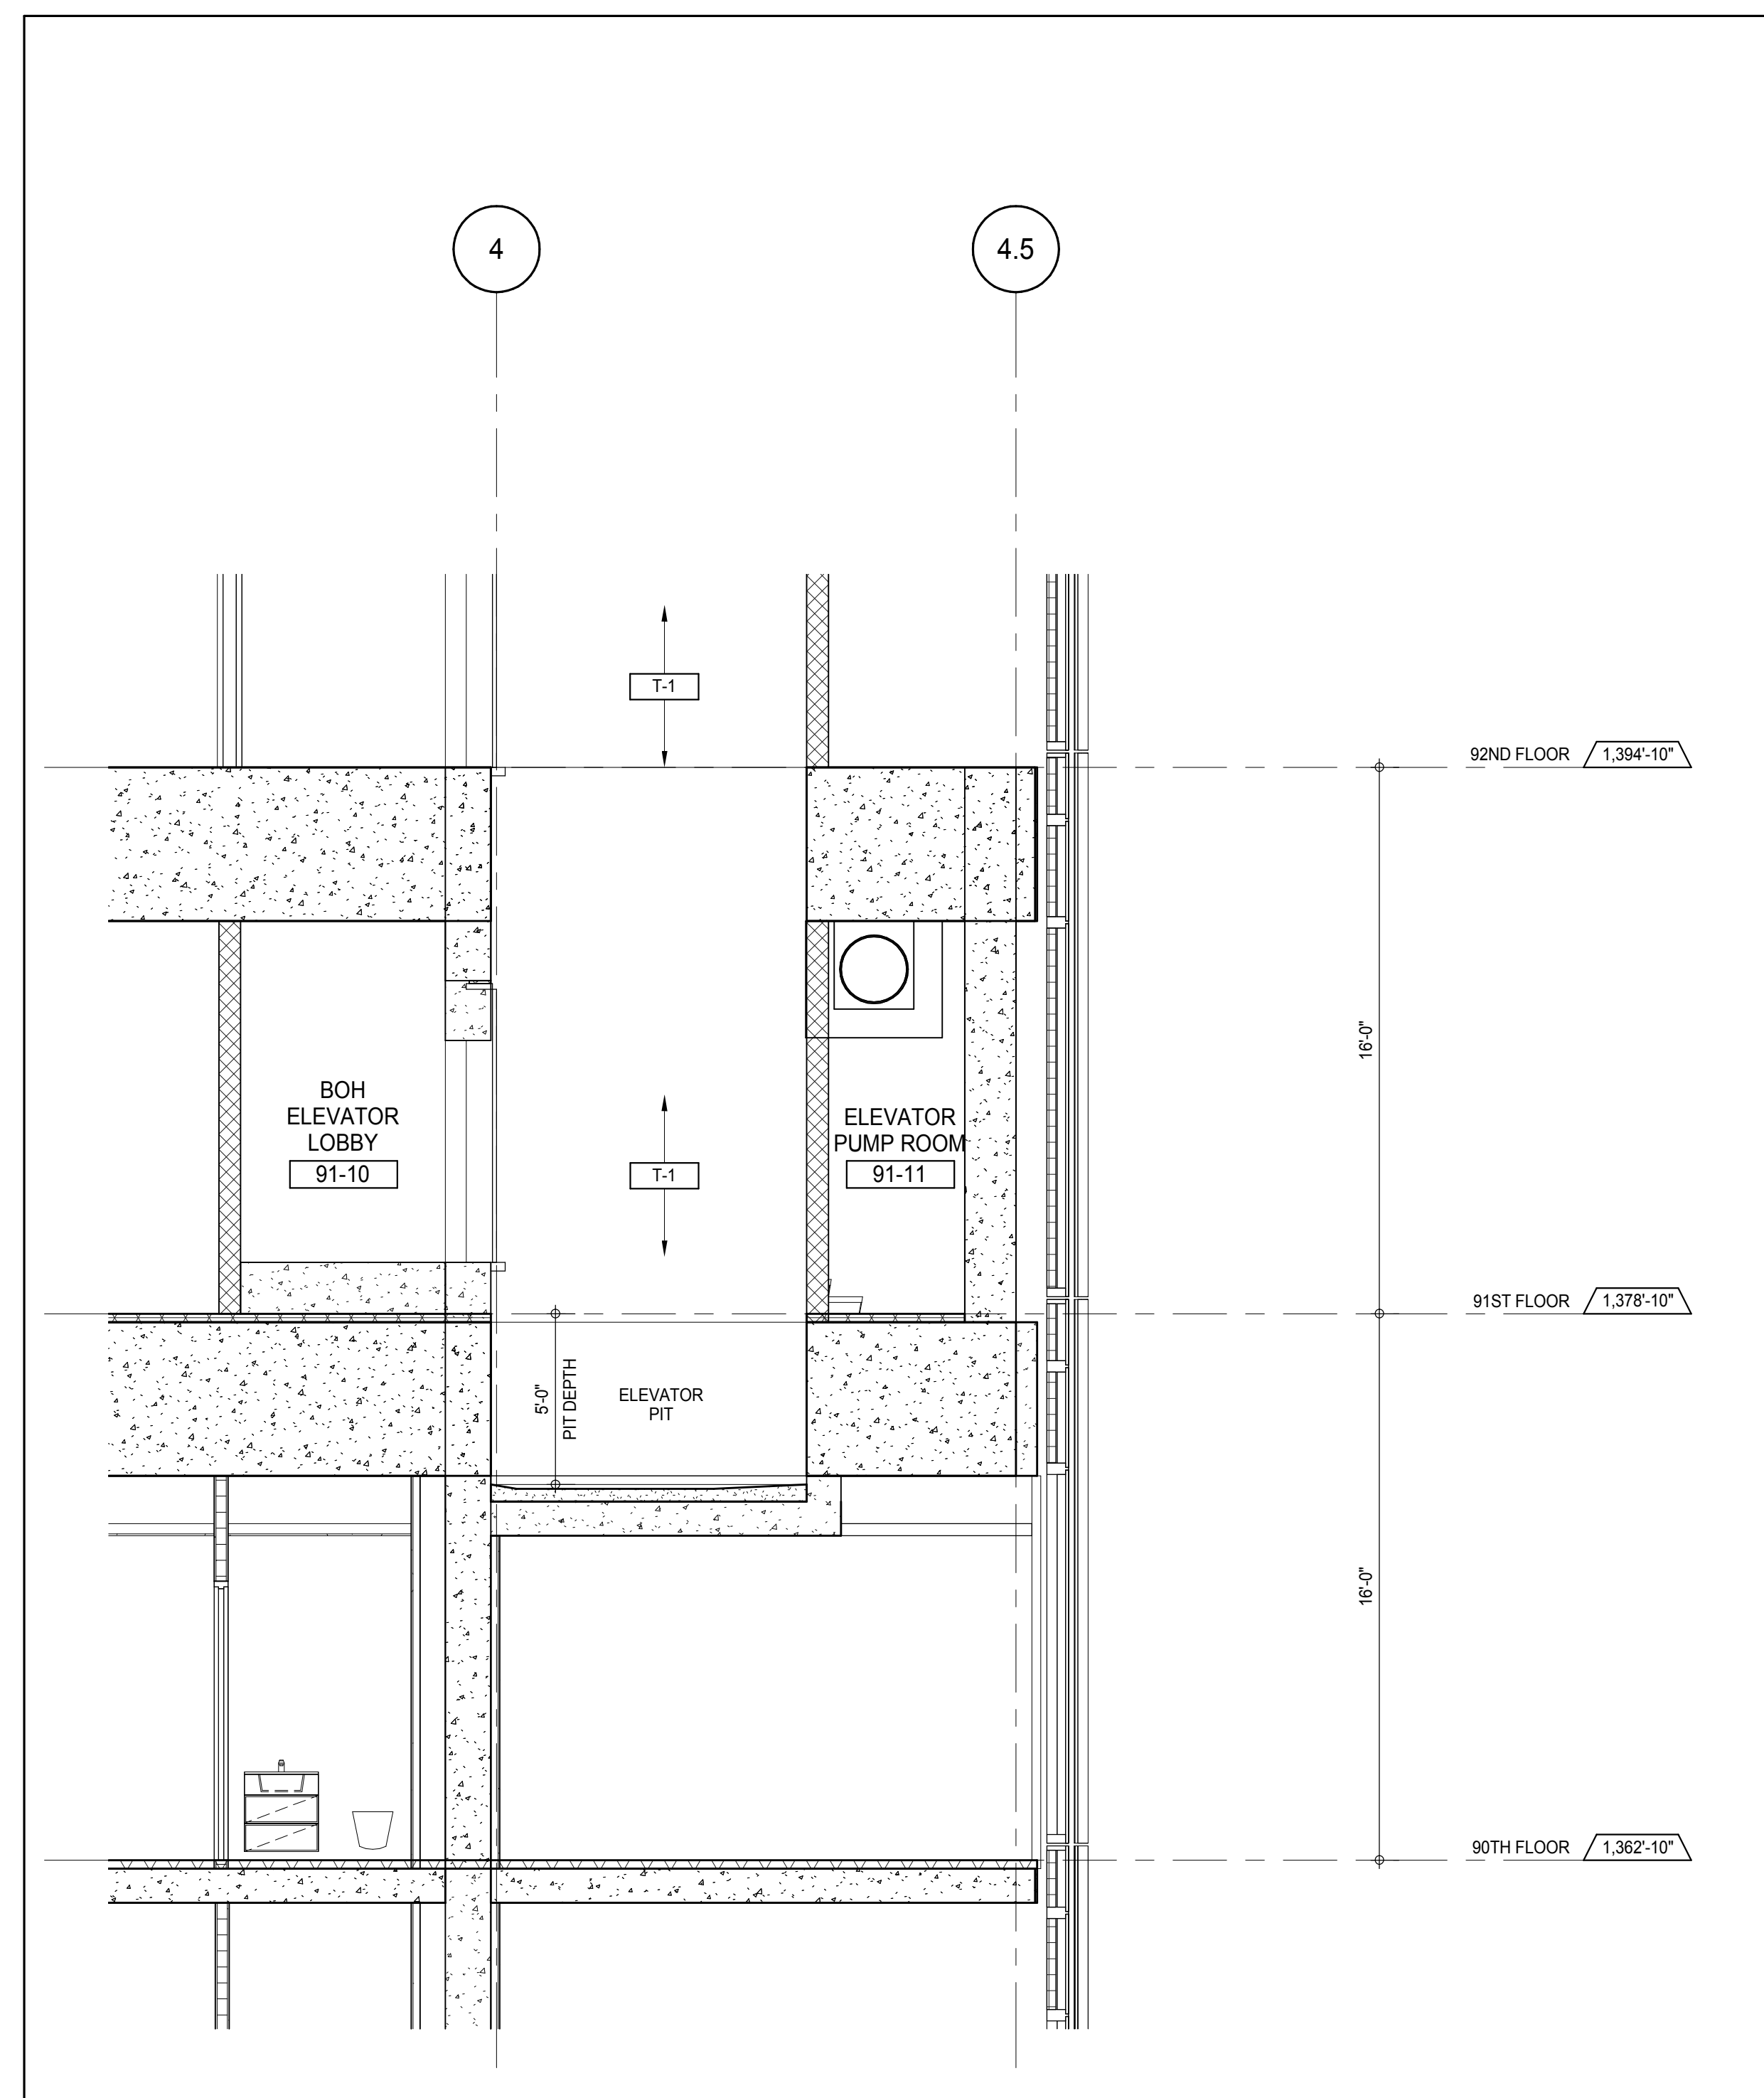 4
4.5
T-1
92ND FLOOR
1,394'-10"
16'-0"
BOH
ELEVATOR
LOBBY
91-10
T-1
ELEVATOR
PUMP ROOM
91-11
91ST FLOOR
1,378'-10"
5'-0"
PIT DEPTH
ELEVATOR
PIT
16'-0"
90TH FLOOR
1,362'-10"